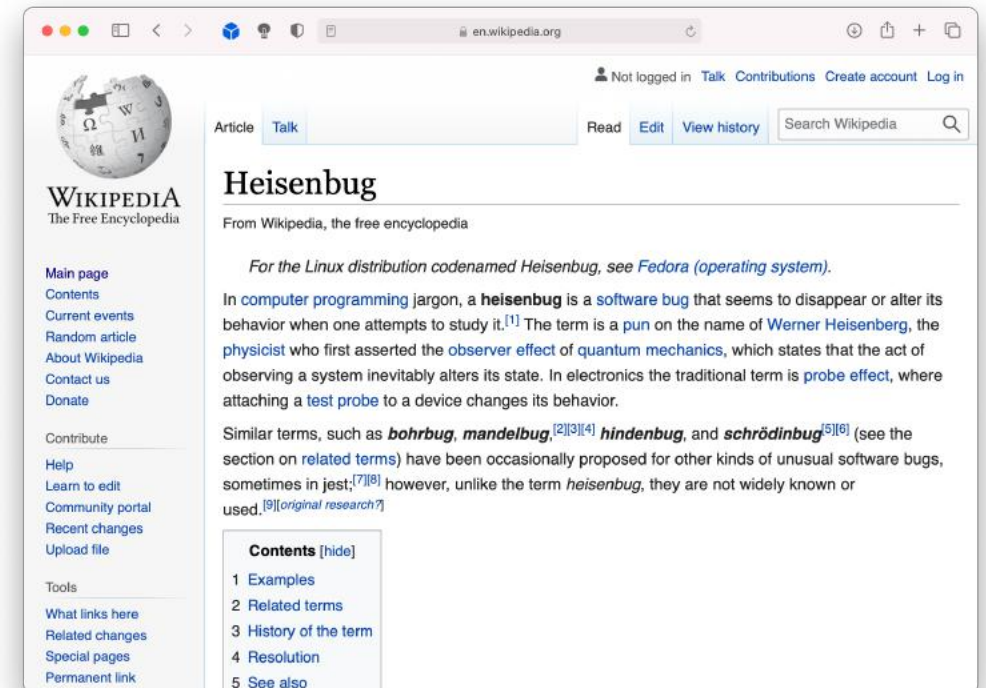 en.wikipedia.org
Not logged in Talk Contributions Create account Log in
Article Talk Read Edit View history Search Wikipedia
Ω W И 7
WIKIPEDIA
The Free Encyclopedia
Main page
Contents
Current events
Random article
About Wikipedia
Contact us
Donate
Contribute
Help
Learn to edit
Community portal
Recent changes
Upload file
Tools
What links here
Related changes
Special pages
Permanent link
Heisenbug
From Wikipedia, the free encyclopedia
For the Linux distribution codenamed Heisenbug, see Fedora (operating system).
In computer programming jargon, a heisenbug is a software bug that seems to disappear or alter its
behavior when one attempts to study it.[1] The term is a pun on the name of Werner Heisenberg, the
physicist who first asserted the observer effect of quantum mechanics, which states that the act of
observing a system inevitably alters its state. In electronics the traditional term is probe effect, where
attaching a test probe to a device changes its behavior.
Similar terms, such as bohrbug, mandelbug,[2][3][4] hindenbug, and schrödinbug[5][6] (see the
section on related terms) have been occasionally proposed for other kinds of unusual software bugs,
sometimes in jest;[7][8] however, unlike the term heisenbug, they are not widely known or
used.[9][original research?]
Contents [hide]
1 Examples
2 Related terms
3 History of the term
4 Resolution
5 See also